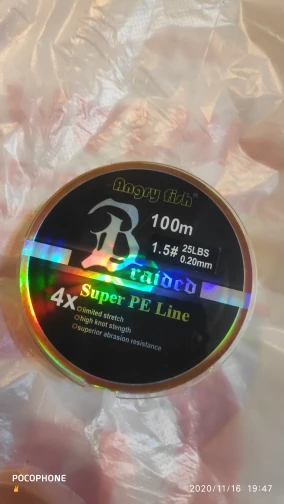 Angry fish®
100m
1.5# 25LBS
0.20mm
Braided
Super PE Line
4X
limited stretch
high knot stength
superior abrasion resistance
POCOPHONE
2020/11/16 19:47